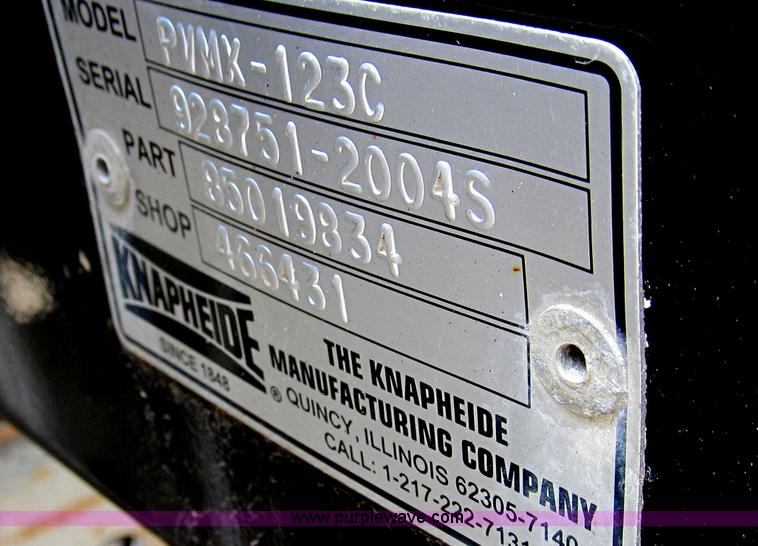 MODEL PVMX-123C
SERIAL 928751-2004S
PART 85019834
SHOP 466431
KNAPHEIDE
SINCE 1848
®
THE KNAPHEIDE
MANUFACTURING COMPANY
QUINCY, ILLINOIS 62305-7140
CALL: 1-217-222-7131
www.purplewave.com